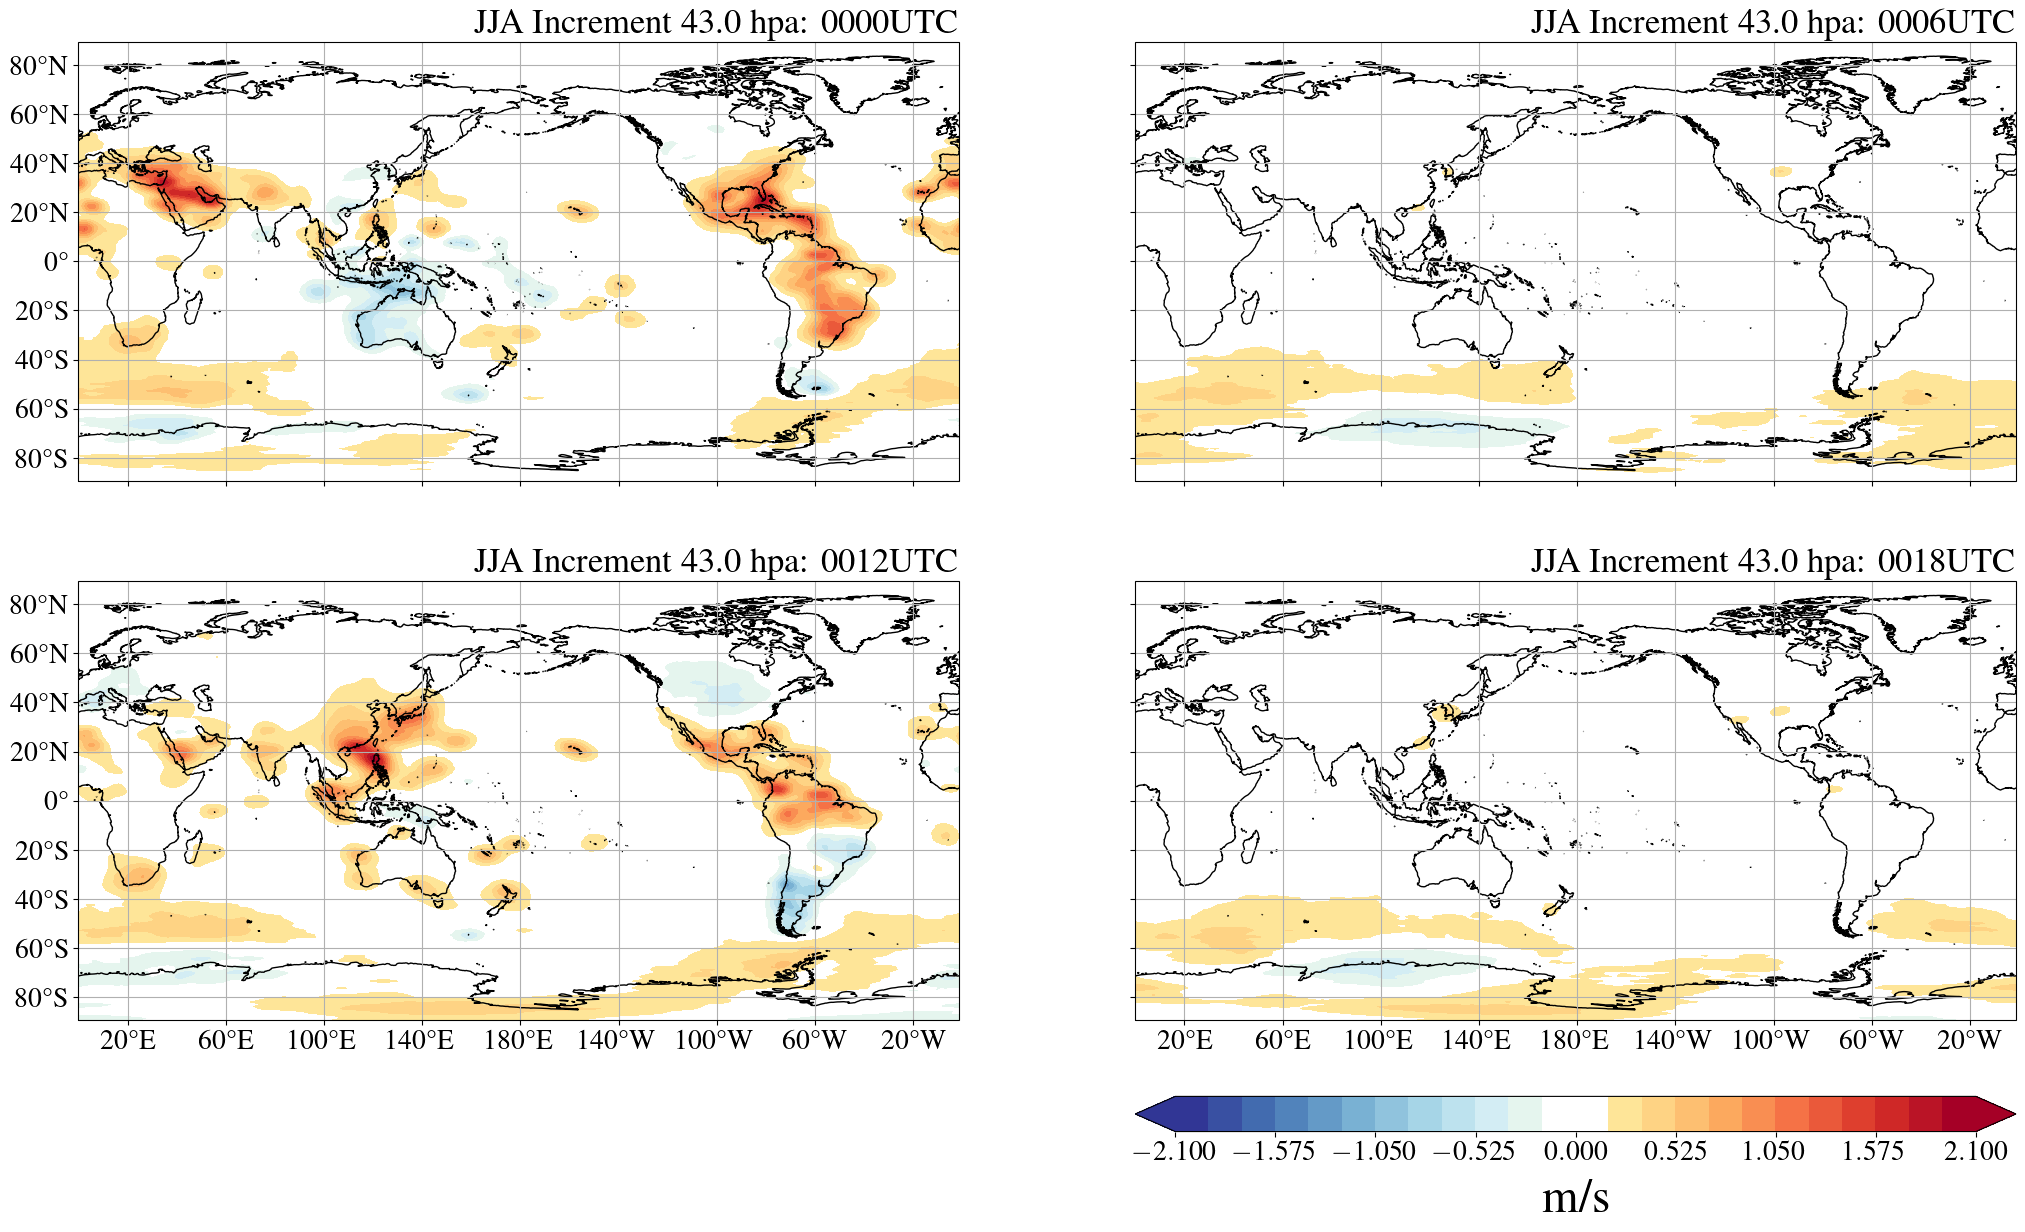 JJA Increment 43.0 hpa: 0000UTC
80°N
60°N
40°N
20°N
0°
20°S
40°S
60°S
80°S
JJA Increment 43.0 hpa: 0006UTC
JJA Increment 43.0 hpa: 0012UTC
80°N
60°N
40°N
20°N
0°
20°S
40°S
60°S
80°S
20°E 60°E 100°E 140°E 180°E 140°W 100°W 60°W 20°W
JJA Increment 43.0 hpa: 0018UTC
20°E 60°E 100°E 140°E 180°E 140°W 100°W 60°W 20°W
−2.100 −1.575 −1.050 −0.525 0.000 0.525 1.050 1.575 2.100
m/s